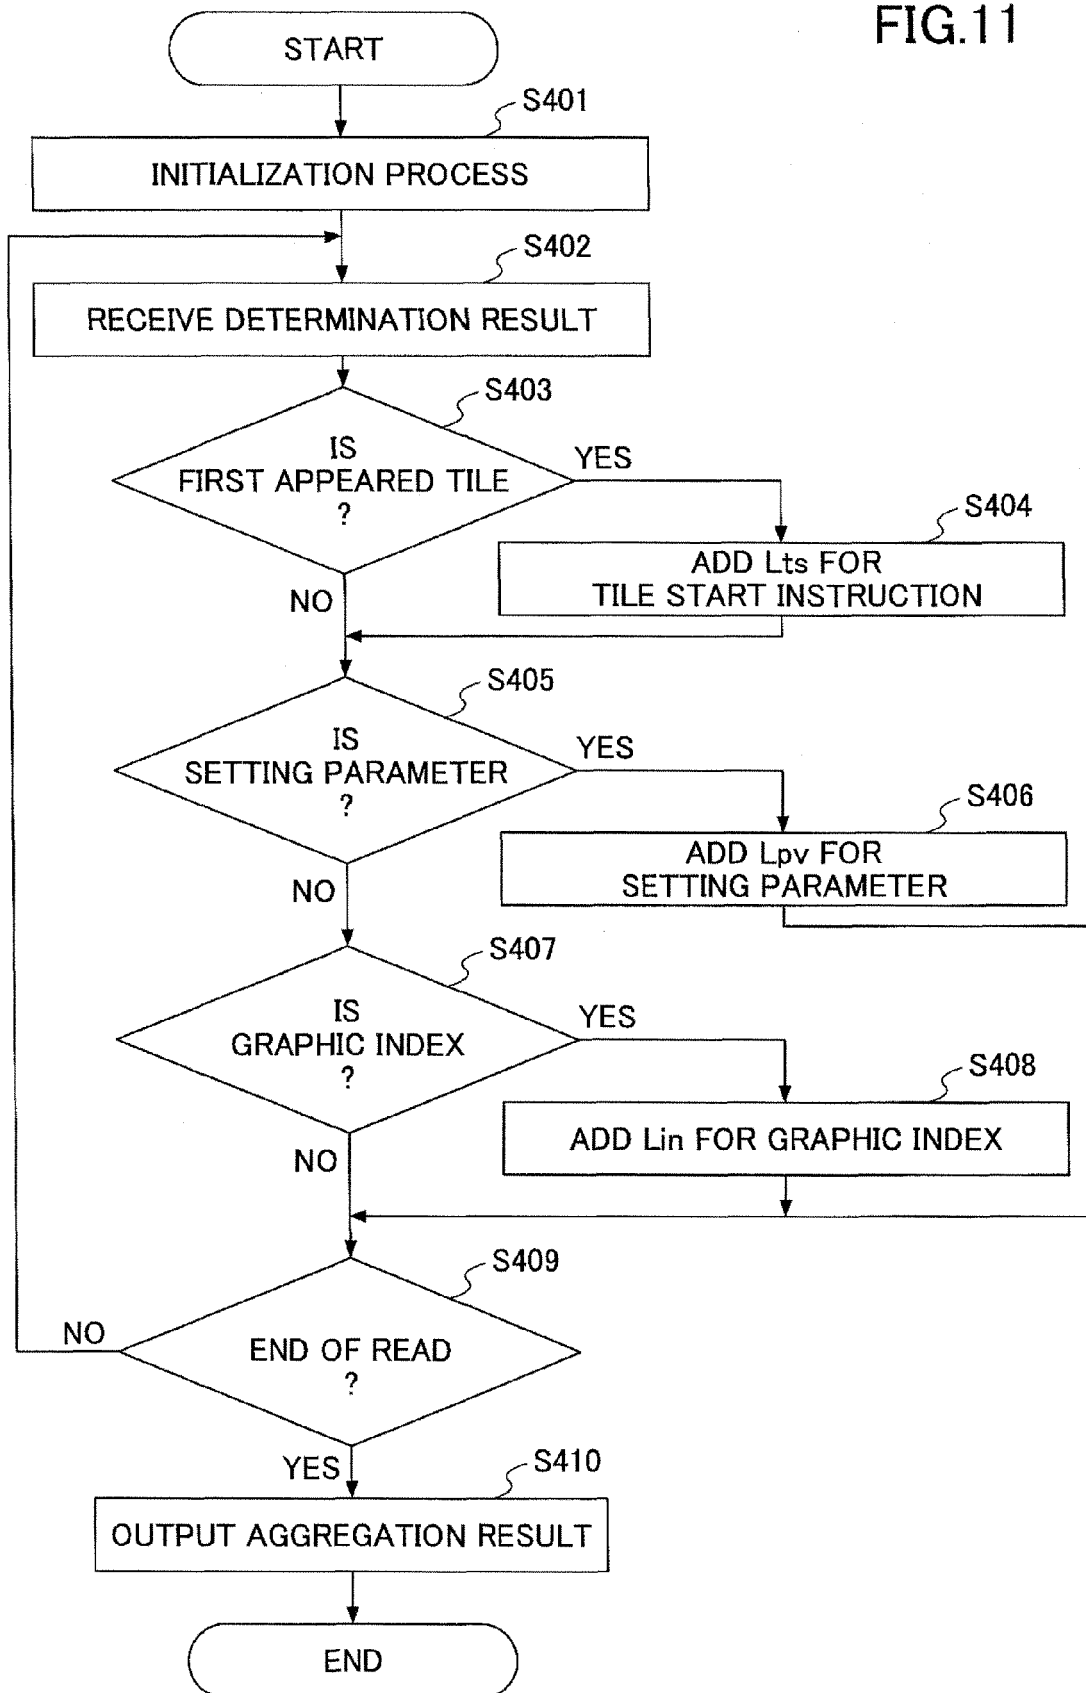 FIG.11
START
S401
INITIALIZATION PROCESS
S402
RECEIVE DETERMINATION RESULT
S403
IS
FIRST APPEARED TILE
?
YES
S404
ADD Lts FOR
TILE START INSTRUCTION
NO
S405
IS
SETTING PARAMETER
?
YES
S406
ADD Lpv FOR
SETTING PARAMETER
NO
S407
IS
GRAPHIC INDEX
?
YES
S408
ADD Lin FOR GRAPHIC INDEX
NO
S409
END OF READ
?
NO
YES
S410
OUTPUT AGGREGATION RESULT
END